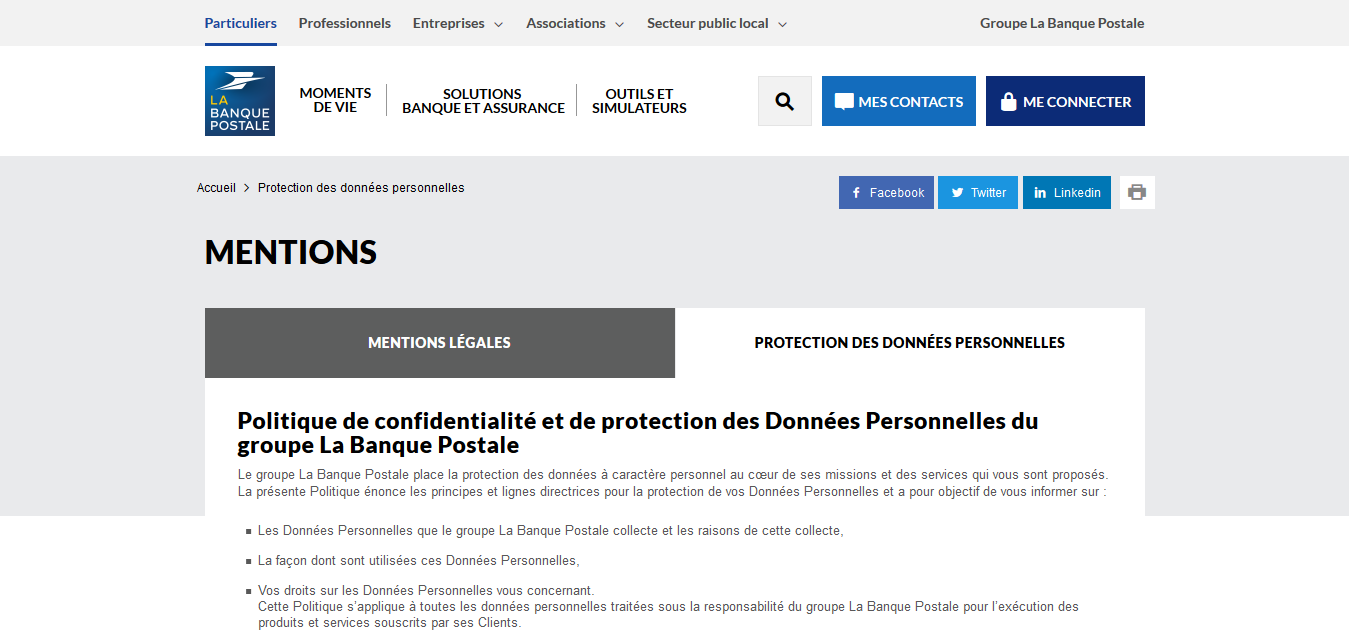 Particuliers Professionnels Entreprises Associations Secteur public local Groupe La Banque Postale
LA
BANQUE
POSTALE
MOMENTS
DE VIE
SOLUTIONS
BANQUE ET ASSURANCE
OUTILS ET
SIMULATEURS
MES CONTACTS
ME CONNECTER
Accueil > Protection des données personnelles
Facebook Twitter Linkedin
MENTIONS
MENTIONS LÉGALES
PROTECTION DES DONNÉES PERSONNELLES
Politique de confidentialité et de protection des Données Personnelles du
groupe La Banque Postale
Le groupe La Banque Postale place la protection des données à caractère personnel au cœur de ses missions et des services qui vous sont proposés.
La présente Politique énonce les principes et lignes directrices pour la protection de vos Données Personnelles et a pour objectif de vous informer sur :
Les Données Personnelles que le groupe La Banque Postale collecte et les raisons de cette collecte,
La façon dont sont utilisées ces Données Personnelles,
Vos droits sur les Données Personnelles vous concernant.
Cette Politique s’applique à toutes les données personnelles traitées sous la responsabilité du groupe La Banque Postale pour l’exécution des
produits et services souscrits par ses Clients.